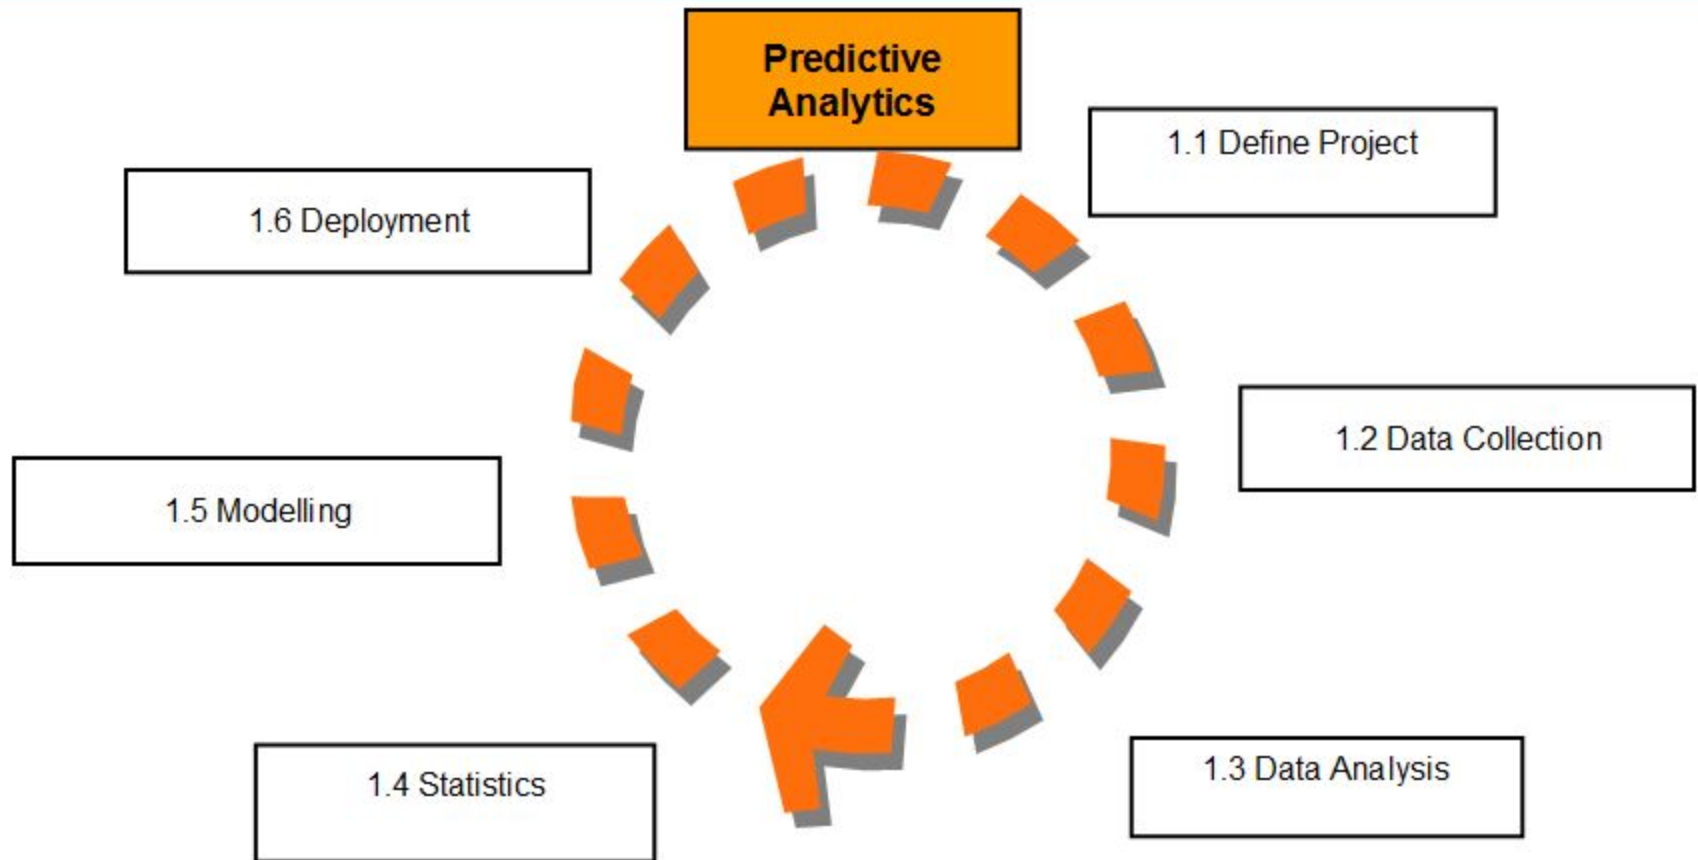 Predictive
Analytics
1.1 Define Project
1.6 Deployment
1.2 Data Collection
1.5 Modelling
1.4 Statistics
1.3 Data Analysis